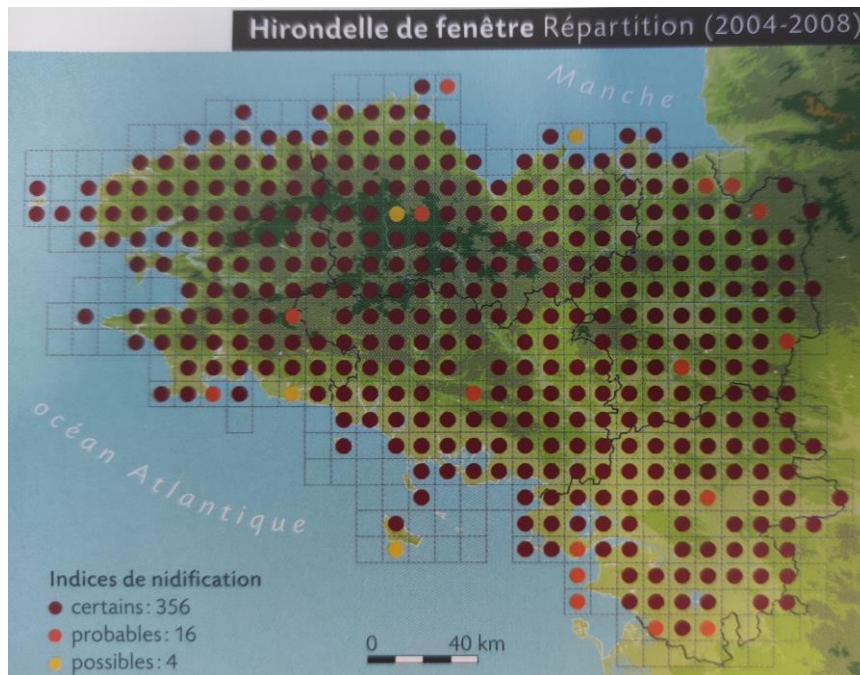 Hirondelle de fenêtre Répartition (2004-2008)
Manche
océan Atlantique
Indices de nidification
certains : 356
probables : 16
possibles : 4
0 40 km